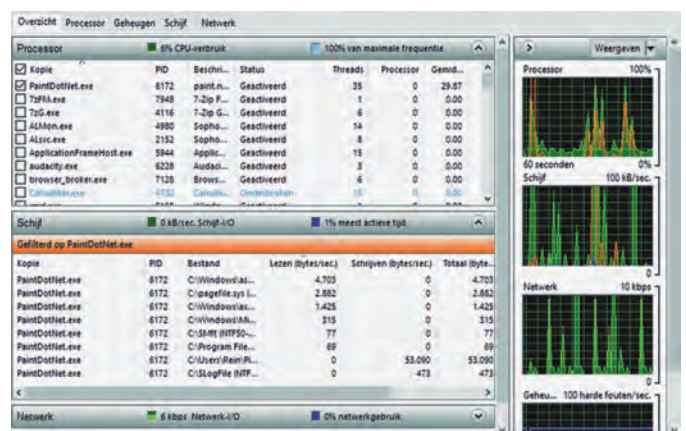 Overzicht Processor Geheugen Schijf Netwerk
Processor 6% CPU-verbruik 100% van maximale frequentie
Kopie PID Beschri... Status Threads Processor Gemid...
PaintDotNet.exe 6172 paint.n... Geactiveerd 35 0 29.87
7zFM.exe 7948 7-Zip F... Geactiveerd 1 0 0.00
7zG.exe 4116 7-Zip G... Geactiveerd 6 0 0.00
ALMon.exe 4980 Sopho... Geactiveerd 14 0 0.00
ALsvc.exe 2152 Sopho... Geactiveerd 8 0 0.00
ApplicationFrameHost.exe 5944 Applic... Geactiveerd 15 0 0.00
audacity.exe 6228 Audaci... Geactiveerd 3 0 0.00
browser_broker.exe 7128 Brows... Geactiveerd 6 0 0.00
Calculator.exe Calcula... Onderbroken 0 0.00
Schijf 0 kB/sec. Schijf-I/O 1% meest actieve tijd
Gefilterd op PaintDotNet.exe
Kopie PID Bestand Lezen (bytes/sec.) Schrijven (bytes/sec.) Totaal (byte...
PaintDotNet.exe 6172 C:\Windows\as... 4.703 0 4.703
PaintDotNet.exe 6172 C:\pagefile.sys (... 2.882 0 2.882
PaintDotNet.exe 6172 C:\Windows\as... 1.425 0 1.425
PaintDotNet.exe 6172 C:\Windows\Mi... 315 0 315
PaintDotNet.exe 6172 C:\$Mft (NTFS-... 77 0 77
PaintDotNet.exe 6172 C:\Program File... 69 0 69
PaintDotNet.exe 6172 C:\Users\Rein\Pi... 0 53.090 53.090
PaintDotNet.exe 6172 C:\$LogFile (NTF... 0 473 473
Netwerk 6 kbps Netwerk-I/O 0% netwerkgebruik
Weergaven
Processor 100%
60 seconden 0%
Schijf 100 kB/sec.
0
Netwerk 10 kbps
0
Geheu... 100 harde fouten/sec.